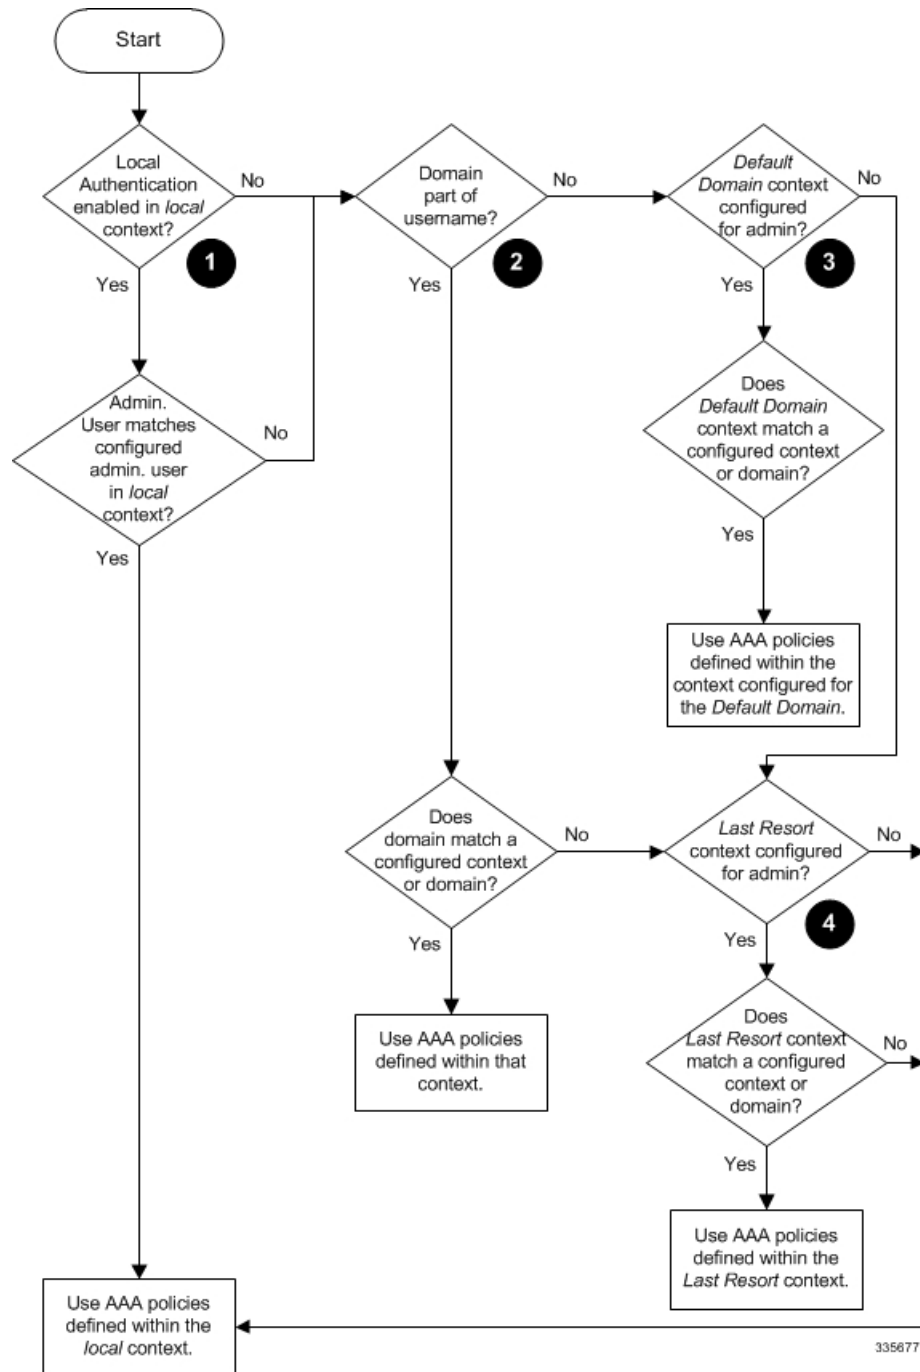 Start
Local
Authentication
enabled in local
context?
No
1
Yes
Domain
part of
username?
No
2
Yes
Default
Domain context
configured
for admin?
No
3
Yes
Admin.
User matches
configured
admin. user
in local
context?
No
Yes
Does
Default Domain
context match a
configured context
or domain?
Yes
Use AAA policies
defined within the
context configured for
the Default Domain.
Does
domain match a
configured context
or domain?
No
Yes
Last Resort
context configured
for admin?
No
4
Yes
Use AAA policies
defined within that
context.
Does
Last Resort context
match a configured
context or
domain?
No
Yes
Use AAA policies
defined within the
Last Resort context.
Use AAA policies
defined within the
local context.
335677